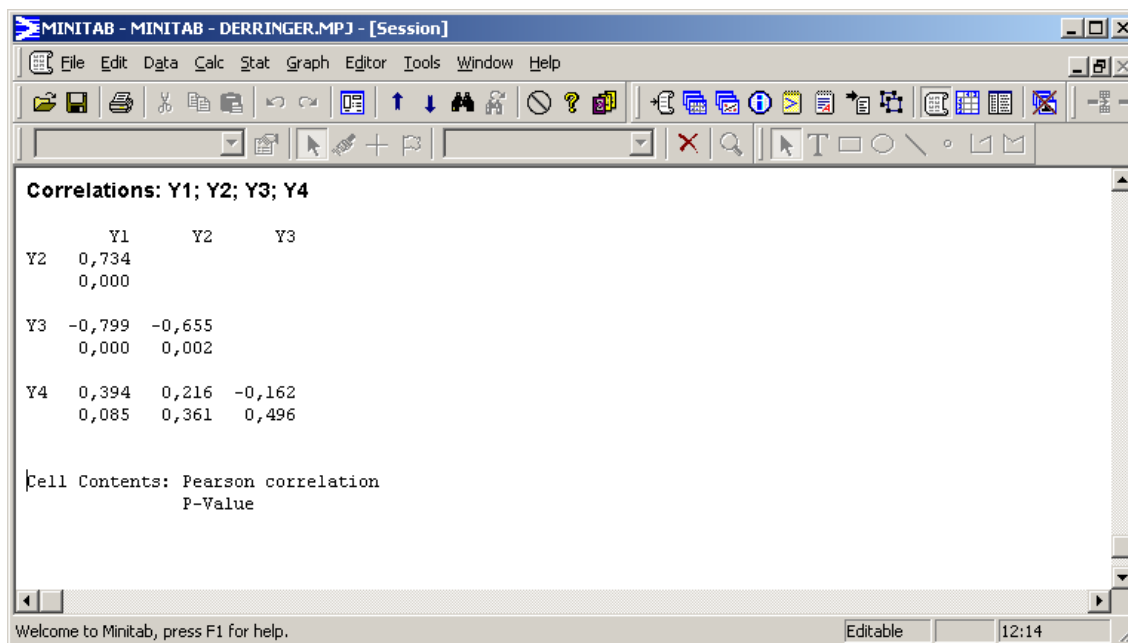 MINITAB - MINITAB - DERRINGER.MPJ - [Session]
File Edit Data Calc Stat Graph Editor Tools Window Help
Correlations: Y1; Y2; Y3; Y4
Y1 Y2 Y3
Y2 0,734
0,000
Y3 -0,799 -0,655
0,000 0,002
Y4 0,394 0,216 -0,162
0,085 0,361 0,496
Cell Contents: Pearson correlation
P-Value
Welcome to Minitab, press F1 for help. Editable 12:14